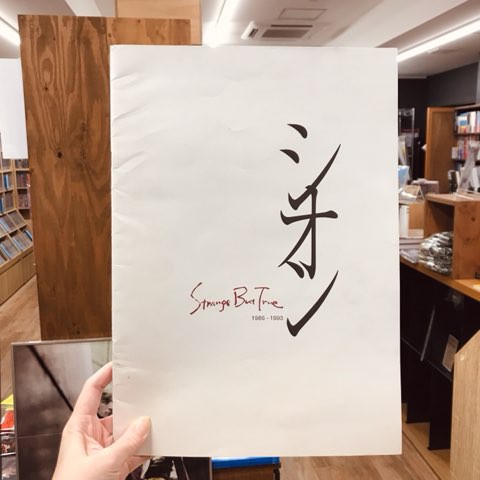 シオン
Strange But True
1986 - 1993